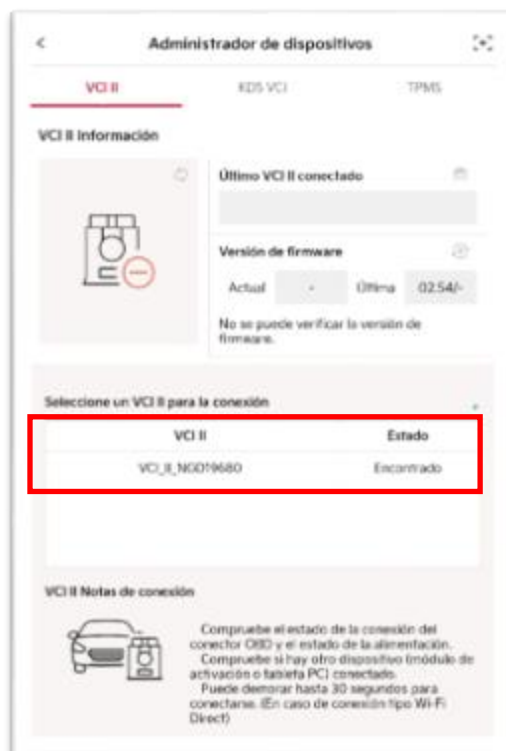 Administrador de dispositivos
VCI II
KDS VCI
TPMS
VCI II Información
Último VCI II conectado
Versión de firmware
Actual - Última 02.54/-
No se puede verificar la versión de
firmware.
Seleccione un VCI II para la conexión
VCI II Estado
VCI_II_NGD19680 Encontrado
VCI II Notas de conexión
Compruebe el estado de la conexión del
conector OBD y el estado de la alimentación.
Compruebe si hay otro dispositivo (módulo de
activación o tableta PC) conectado.
Puede demorar hasta 30 segundos para
conectarse. (En caso de conexión tipo Wi-Fi
Direct)